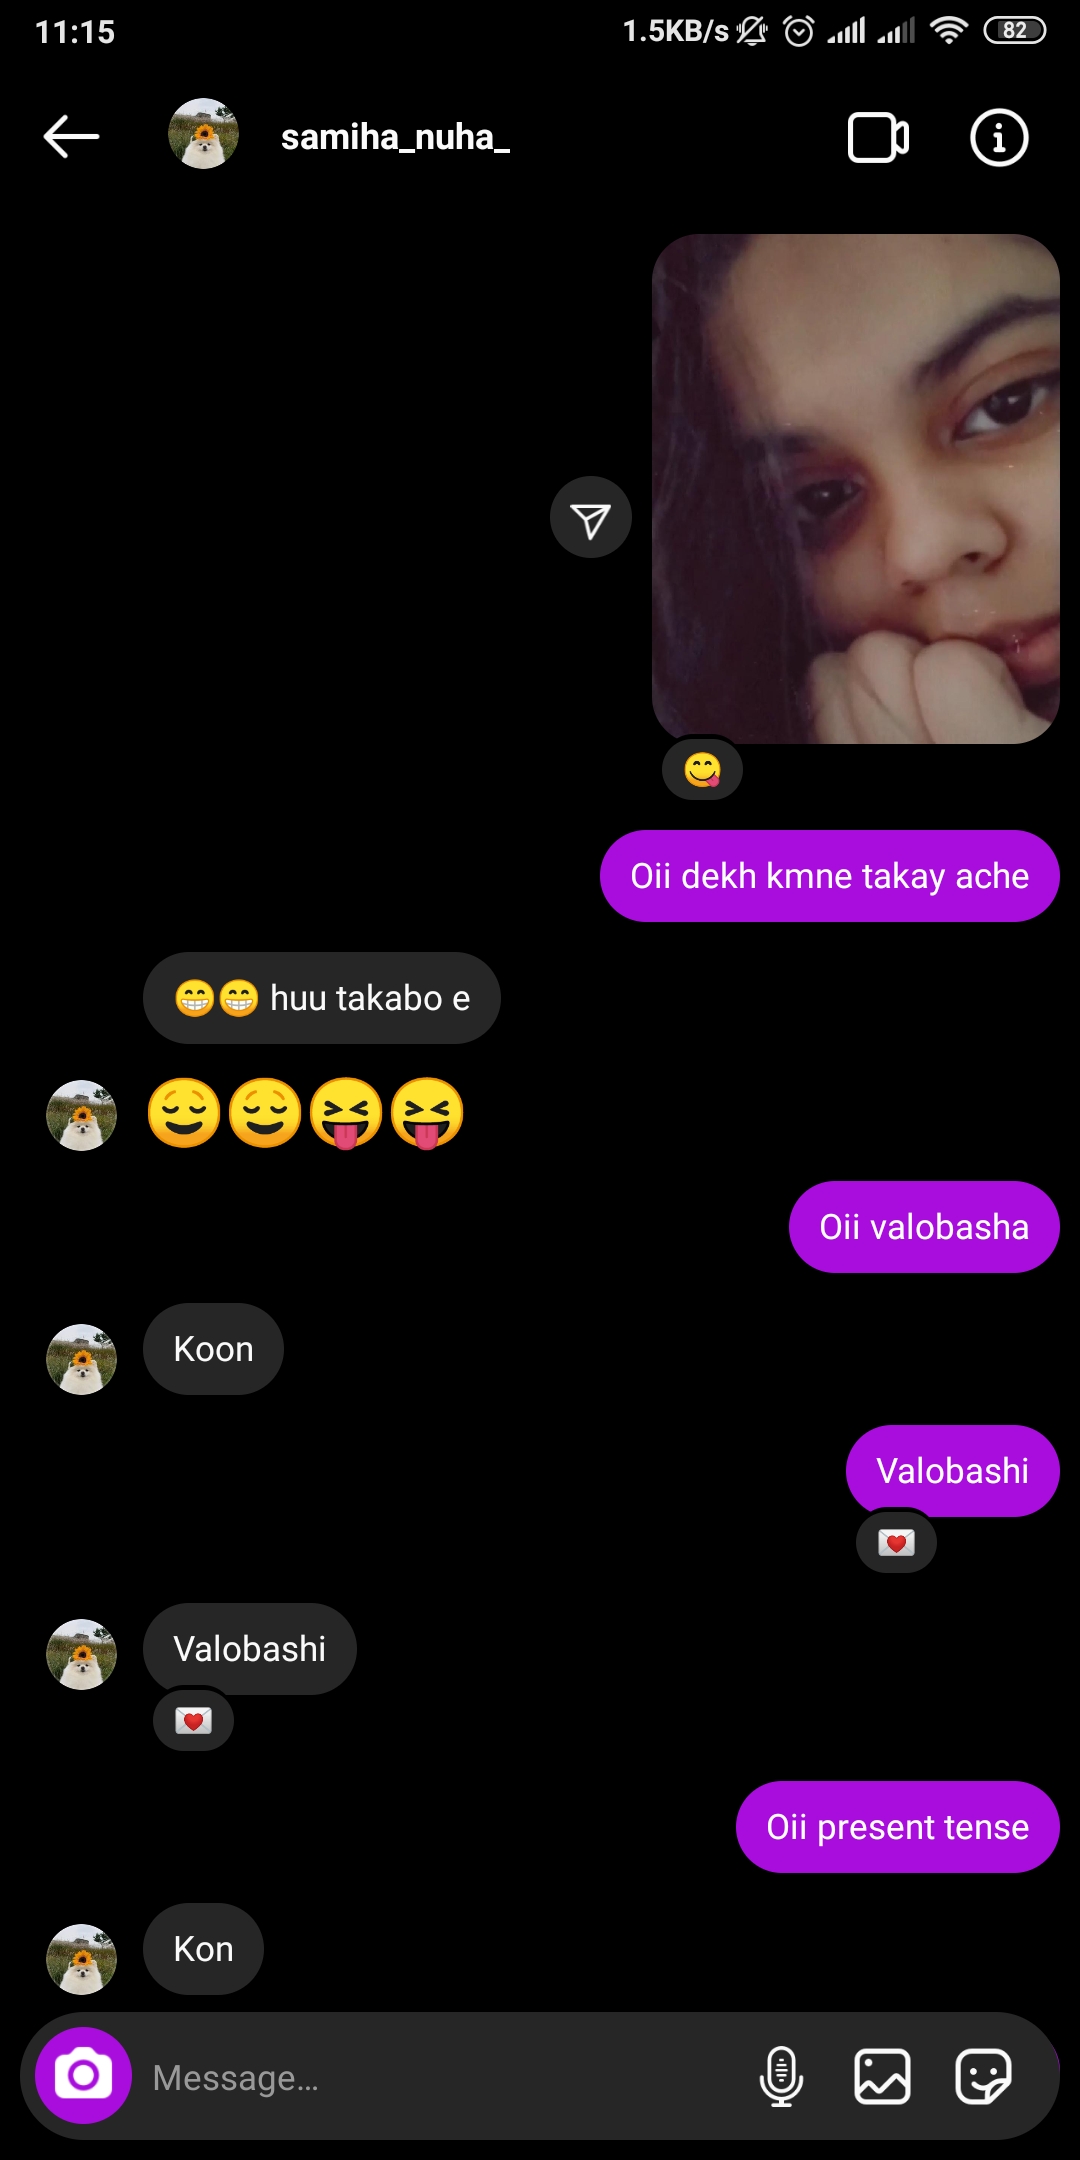 11:15 1.5KB/s 82
samiha_nuha_
😋
Oii dekh kmne takay ache
😁😁 huu takabo e
😌😌😝😝
Oii valobasha
Koon
Valobashi
💌
Valobashi
💌
Oii present tense
Kon
Message...